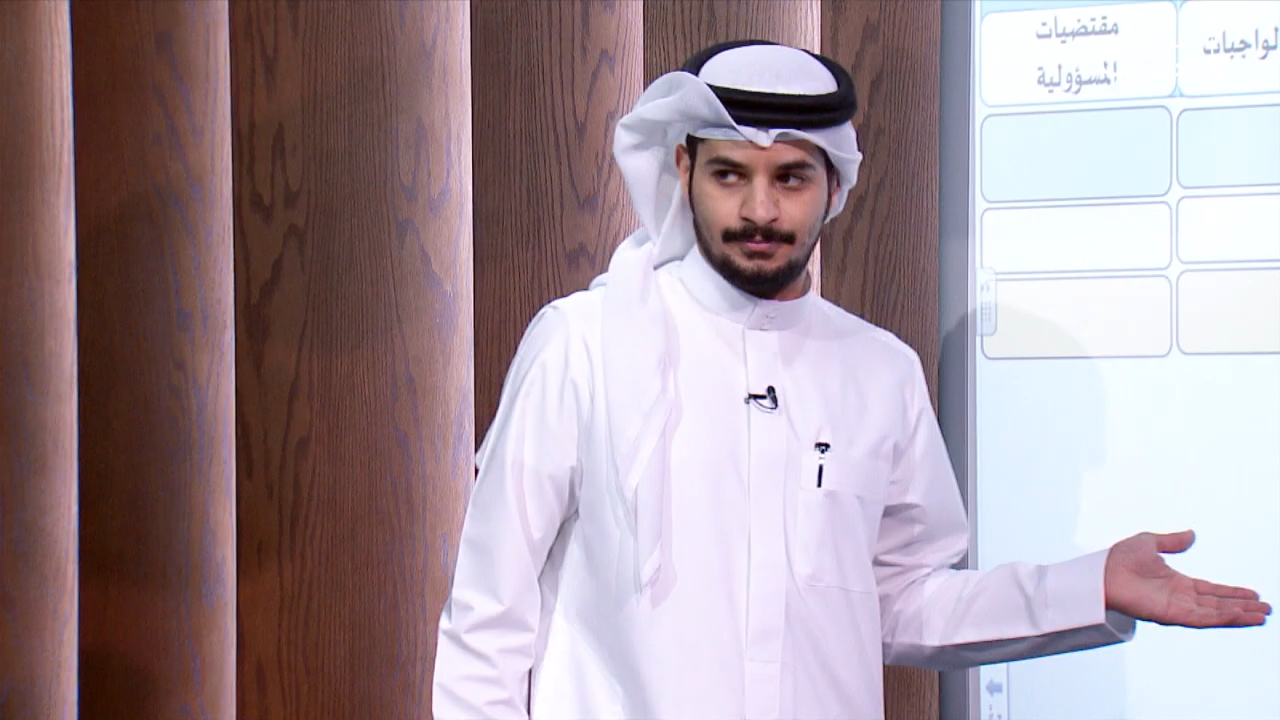 الواجبات
مقتضيات
المسؤولية